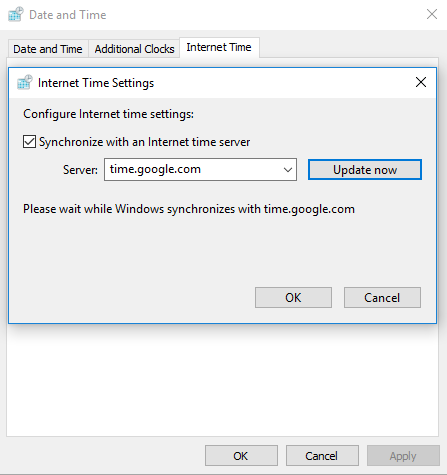 Date and Time
Date and Time Additional Clocks Internet Time
Internet Time Settings
Configure Internet time settings:
Synchronize with an Internet time server
Server: time.google.com Update now
Please wait while Windows synchronizes with time.google.com
OK Cancel
OK Cancel Apply